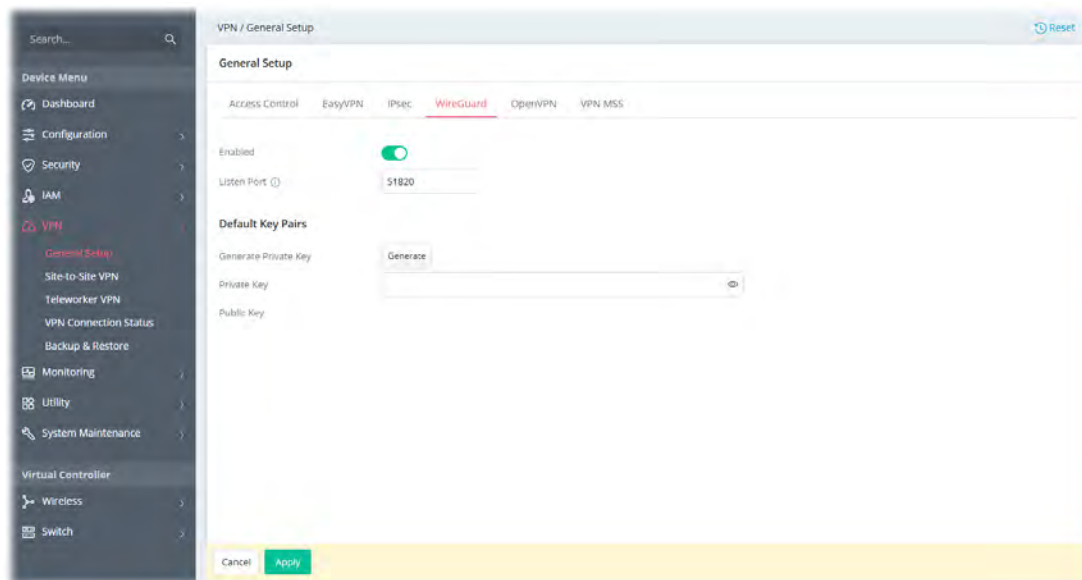 Search...
Device Menu
Dashboard
Configuration
Security
IAM
VPN
General Setup
Site-to-Site VPN
Teleworker VPN
VPN Connection Status
Backup & Restore
Monitoring
Utility
System Maintenance
Virtual Controller
Wireless
Switch
VPN / General Setup
Reset
General Setup
Access Control EasyVPN IPsec WireGuard OpenVPN VPN MSS
Enabled
Listen Port
51820
Default Key Pairs
Generate Private Key
Generate
Private Key
Public Key
Cancel Apply